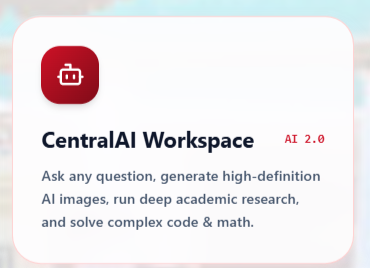 CentralAI Workspace AI 2.0
Ask any question, generate high-definition
AI images, run deep academic research,
and solve complex code & math.